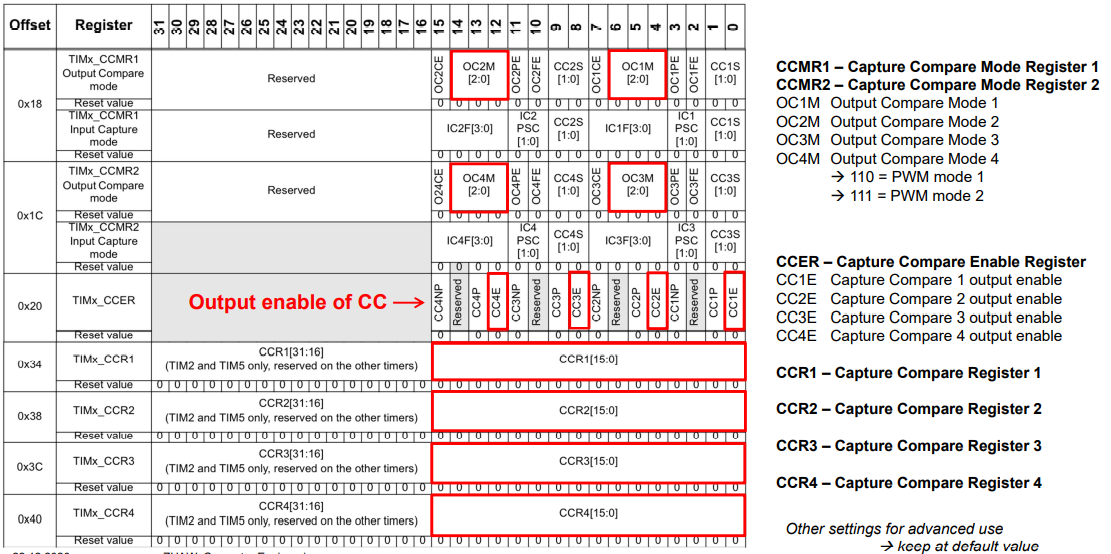 Offset Register 31 30 29 28 27 26 25 24 23 22 21 20 19 18 17 16 15 14 13 12 11 10 9 8 7 6 5 4 3 2 1 0
0x18
TIMx_CCMR1
Output Compare
mode
Reserved
OC2CE
OC2M
[2:0]
OC2PE
OC2FE
CC2S
[1:0]
OC1CE
OC1M
[2:0]
OC1PE
OC1FE
CC1S
[1:0]
Reset value 0 0 0 0 0 0 0 0 0 0 0 0 0 0 0 0
TIMx_CCMR1
Input Capture
mode
Reserved
IC2F[3:0]
IC2
PSC
[1:0]
CC2S
[1:0]
IC1F[3:0]
IC1
PSC
[1:0]
CC1S
[1:0]
Reset value 0 0 0 0 0 0 0 0 0 0 0 0 0 0 0 0
0x1C
TIMx_CCMR2
Output Compare
mode
Reserved
O24CE
OC4M
[2:0]
OC4PE
OC4FE
CC4S
[1:0]
OC3CE
OC3M
[2:0]
OC3PE
OC3FE
CC3S
[1:0]
Reset value 0 0 0 0 0 0 0 0 0 0 0 0 0 0 0 0
TIMx_CCMR2
Input Capture
mode
IC4F[3:0]
IC4
PSC
[1:0]
CC4S
[1:0]
IC3F[3:0]
IC3
PSC
[1:0]
CC3S
[1:0]
Reset value 0 0 0 0 0 0 0 0 0 0 0 0 0 0 0 0
0x20
TIMx_CCER
Output enable of CC →
CC4NP
Reserved
CC4P
CC4E
CC3NP
Reserved
CC3P
CC3E
CC2NP
Reserved
CC2P
CC2E
CC1NP
Reserved
CC1P
CC1E
Reset value 0 0 0 0 0 0 0 0 0 0 0 0
0x34
TIMx_CCR1
CCR1[31:16]
(TIM2 and TIM5 only, reserved on the other timers)
CCR1[15:0]
Reset value 0 0 0 0 0 0 0 0 0 0 0 0 0 0 0 0 0 0 0 0 0 0 0 0 0 0 0 0 0 0 0 0
0x38
TIMx_CCR2
CCR2[31:16]
(TIM2 and TIM5 only, reserved on the other timers)
CCR2[15:0]
Reset value 0 0 0 0 0 0 0 0 0 0 0 0 0 0 0 0 0 0 0 0 0 0 0 0 0 0 0 0 0 0 0 0
0x3C
TIMx_CCR3
CCR3[31:16]
(TIM2 and TIM5 only, reserved on the other timers)
CCR3[15:0]
Reset value 0 0 0 0 0 0 0 0 0 0 0 0 0 0 0 0 0 0 0 0 0 0 0 0 0 0 0 0 0 0 0 0
0x40
TIMx_CCR4
CCR4[31:16]
(TIM2 and TIM5 only, reserved on the other timers)
CCR4[15:0]
Reset value 0 0 0 0 0 0 0 0 0 0 0 0 0 0 0 0 0 0 0 0 0 0 0 0 0 0 0 0 0 0 0 0
CCMR1 – Capture Compare Mode Register 1
CCMR2 – Capture Compare Mode Register 2
OC1M Output Compare Mode 1
OC2M Output Compare Mode 2
OC3M Output Compare Mode 3
OC4M Output Compare Mode 4
→ 110 = PWM mode 1
→ 111 = PWM mode 2
CCER – Capture Compare Enable Register
CC1E Capture Compare 1 output enable
CC2E Capture Compare 2 output enable
CC3E Capture Compare 3 output enable
CC4E Capture Compare 4 output enable
CCR1 – Capture Compare Register 1
CCR2 – Capture Compare Register 2
CCR3 – Capture Compare Register 3
CCR4 – Capture Compare Register 4
Other settings for advanced use
→ keep at default value